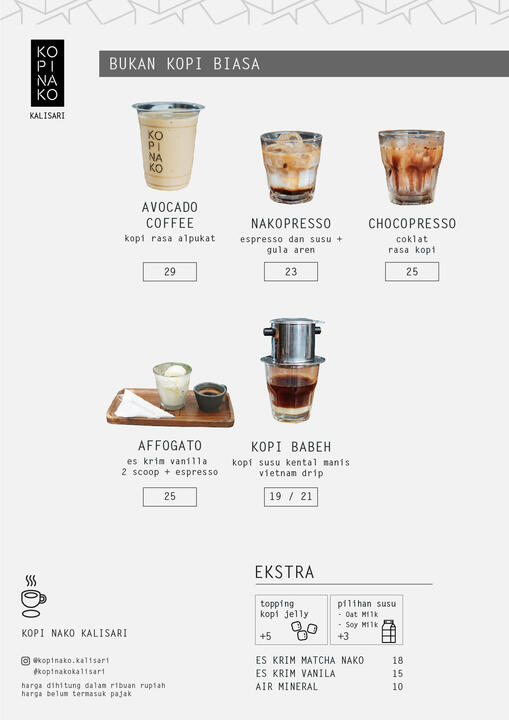 KO
PI
NA
KO
KALISARI
BUKAN KOPI BIASA
KO
PI
NA
KO
AVOCADO
COFFEE
kopi rasa alpukat
29
NAKOPRESSO
espresso dan susu +
gula aren
23
CHOCOPRESSO
coklat
rasa kopi
25
AFFOGATO
es krim vanilla
2 scoop + espresso
25
KOPI BABEH
kopi susu kental manis
vietnam drip
19 / 21
EKSTRA
topping
kopi jelly
+5
pilihan susu
- Oat Milk
- Soy Milk
+3
ES KRIM MATCHA NAKO 18
ES KRIM VANILA 15
AIR MINERAL 10
KOPI NAKO KALISARI
@kopinako.kalisari
#kopinakokalisari
harga dihitung dalam ribuan rupiah
harga belum termasuk pajak